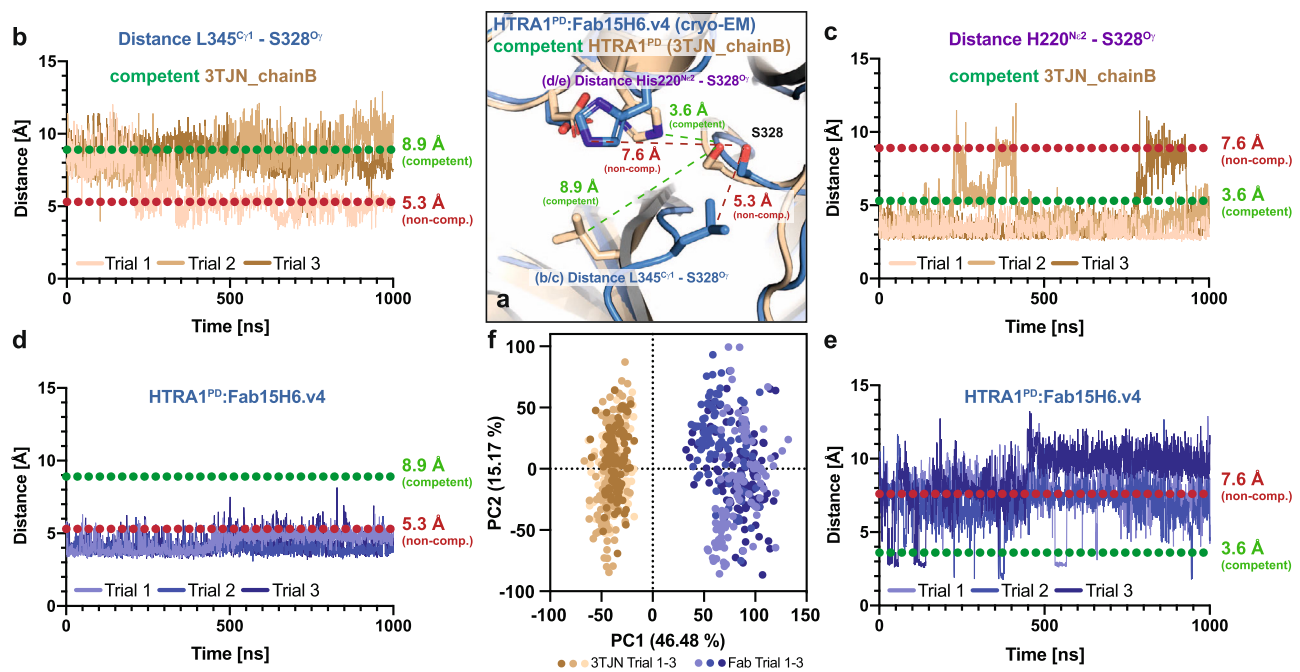 b
Distance L345Cγ1 - S328Oγ
competent 3TJN_chainB
Distance [Å]
15
10
5
0
8.9 Å
(competent)
5.3 Å
(non-comp.)
Trial 1
Trial 2
Trial 3
0
500
1000
Time [ns]
HTRA1PD:Fab15H6.v4 (cryo-EM)
competent HTRA1PD (3TJN_chainB)
(d/e) Distance His220Nε2 - S328Oγ
3.6 Å
(competent)
S328
7.6 Å
(non-comp.)
8.9 Å
(competent)
5.3 Å
(non-comp.)
(b/c) Distance L345Cγ1 - S328Oγ
a
c
Distance H220Nε2 - S328Oγ
competent 3TJN_chainB
Distance [Å]
15
10
5
0
7.6 Å
(non-comp.)
3.6 Å
(competent)
Trial 1
Trial 2
Trial 3
0
500
1000
Time [ns]
d
HTRA1PD:Fab15H6.v4
Distance [Å]
15
10
5
0
8.9 Å
(competent)
5.3 Å
(non-comp.)
Trial 1
Trial 2
Trial 3
0
500
1000
Time [ns]
f
PC2 (15.17 %)
100
50
0
-50
-100
-100
-50
0
50
100
150
PC1 (46.48 %)
3TJN Trial 1-3
Fab Trial 1-3
e
HTRA1PD:Fab15H6.v4
Distance [Å]
15
10
5
0
7.6 Å
(non-comp.)
3.6 Å
(competent)
Trial 1
Trial 2
Trial 3
0
500
1000
Time [ns]